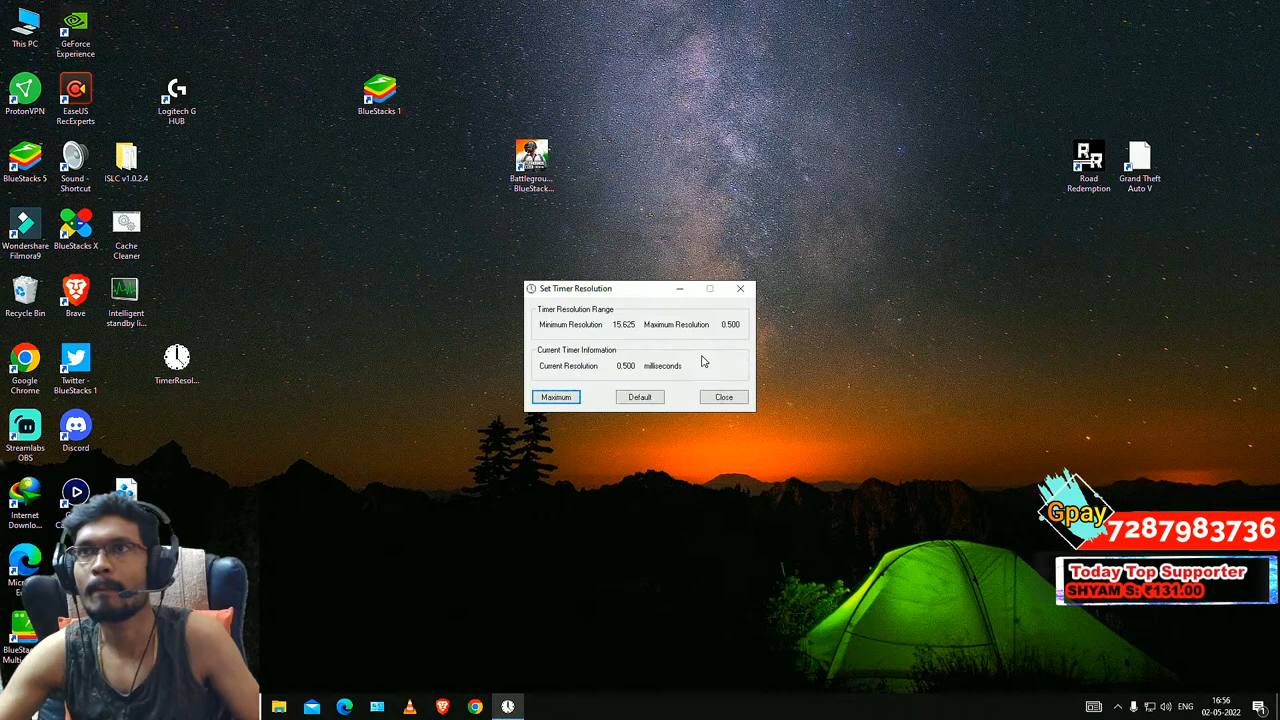 This PC
GeForce
Experience
ProtonVPN
EaseUS
RecExperts
Logitech G
HUB
BlueStacks 1
BlueStacks 5
Sound -
Shortcut
ISLC v1.0.2.4
Battlegrou...
- BlueStack...
Road
Redemption
Grand Theft
Auto V
Wondershare
Filmora9
BlueStacks X
Cache
Cleaner
Recycle Bin
Brave
Intelligent
standby li...
Set Timer Resolution
Timer Resolution Range
Minimum Resolution 15.625 Maximum Resolution 0.500
Current Timer Information
Current Resolution 0.500 milliseconds
Maximum Default Close
Google
Chrome
Twitter -
BlueStacks 1
TimerResol...
Streamlabs
OBS
Discord
Internet
Downlo...
Gpay
7287983736
Today Top Supporter
SHYAM S: ₹131.00
ENG
16:56
02-05-2022